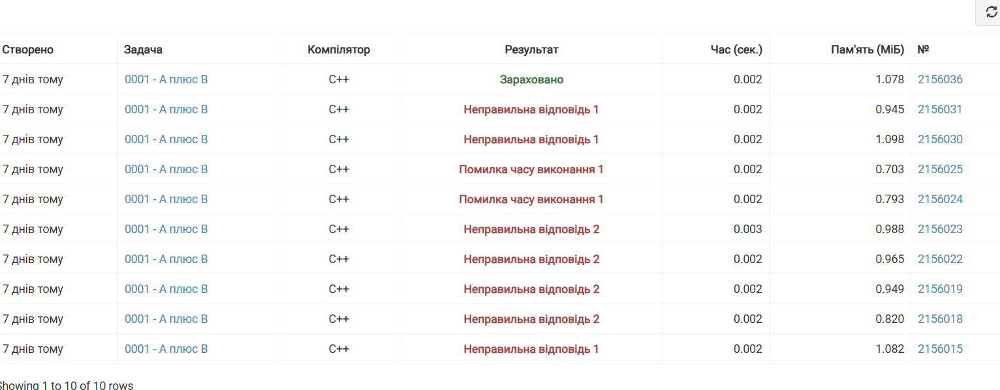 Створено Задача Компілятор Результат Час (сек.) Пам'ять (МіБ) №
7 днів тому 0001 - А плюс В C++ Зараховано 0.002 1.078 2156036
7 днів тому 0001 - А плюс В C++ Неправильна відповідь 1 0.002 0.945 2156031
7 днів тому 0001 - А плюс В C++ Неправильна відповідь 1 0.002 1.098 2156030
7 днів тому 0001 - А плюс В C++ Помилка часу виконання 1 0.002 0.703 2156025
7 днів тому 0001 - А плюс В C++ Помилка часу виконання 1 0.002 0.793 2156024
7 днів тому 0001 - А плюс В C++ Неправильна відповідь 2 0.003 0.988 2156023
7 днів тому 0001 - А плюс В C++ Неправильна відповідь 2 0.002 0.965 2156022
7 днів тому 0001 - А плюс В C++ Неправильна відповідь 2 0.002 0.949 2156019
7 днів тому 0001 - А плюс В C++ Неправильна відповідь 2 0.002 0.820 2156018
7 днів тому 0001 - А плюс В C++ Неправильна відповідь 1 0.002 1.082 2156015
Showing 1 to 10 of 10 rows